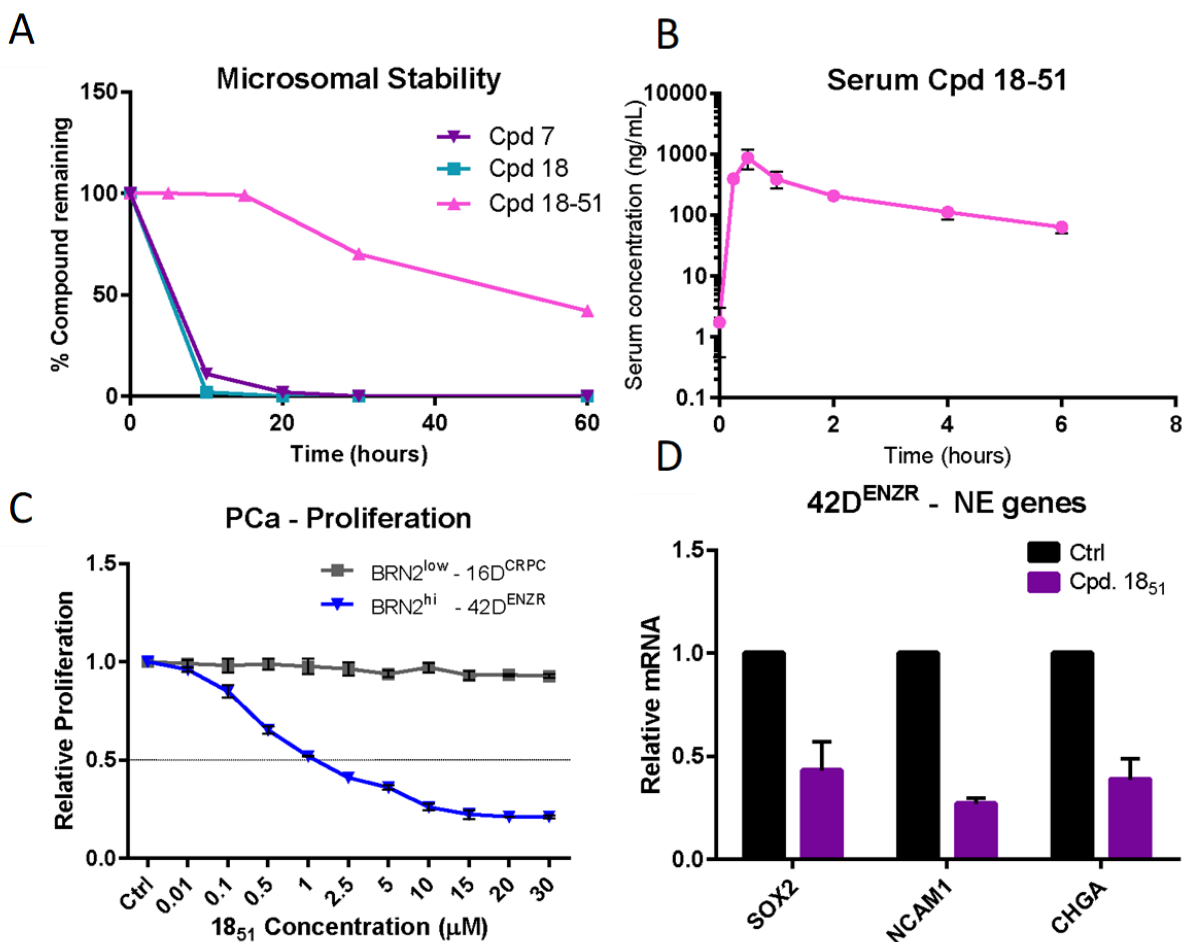 A
Microsomal Stability
% Compound remaining
150
100
50
0
0
20
40
60
Time (hours)
Cpd 7
Cpd 18
Cpd 18-51
B
Serum Cpd 18-51
Serum concentration (ng/mL)
10000
1000
100
10
1
0.1
0
2
4
6
8
Time (hours)
C
PCa - Proliferation
Relative Proliferation
1.5
1.0
0.5
0.0
BRN2low - 16DCRPC
BRN2hi - 42DENZR
Ctrl
0.01
0.1
0.5
1
2.5
5
10
15
20
30
1851 Concentration (μM)
D
42DENZR - NE genes
Relative mRNA
1.5
1.0
0.5
0.0
Ctrl
Cpd. 1851
SOX2
NCAM1
CHGA